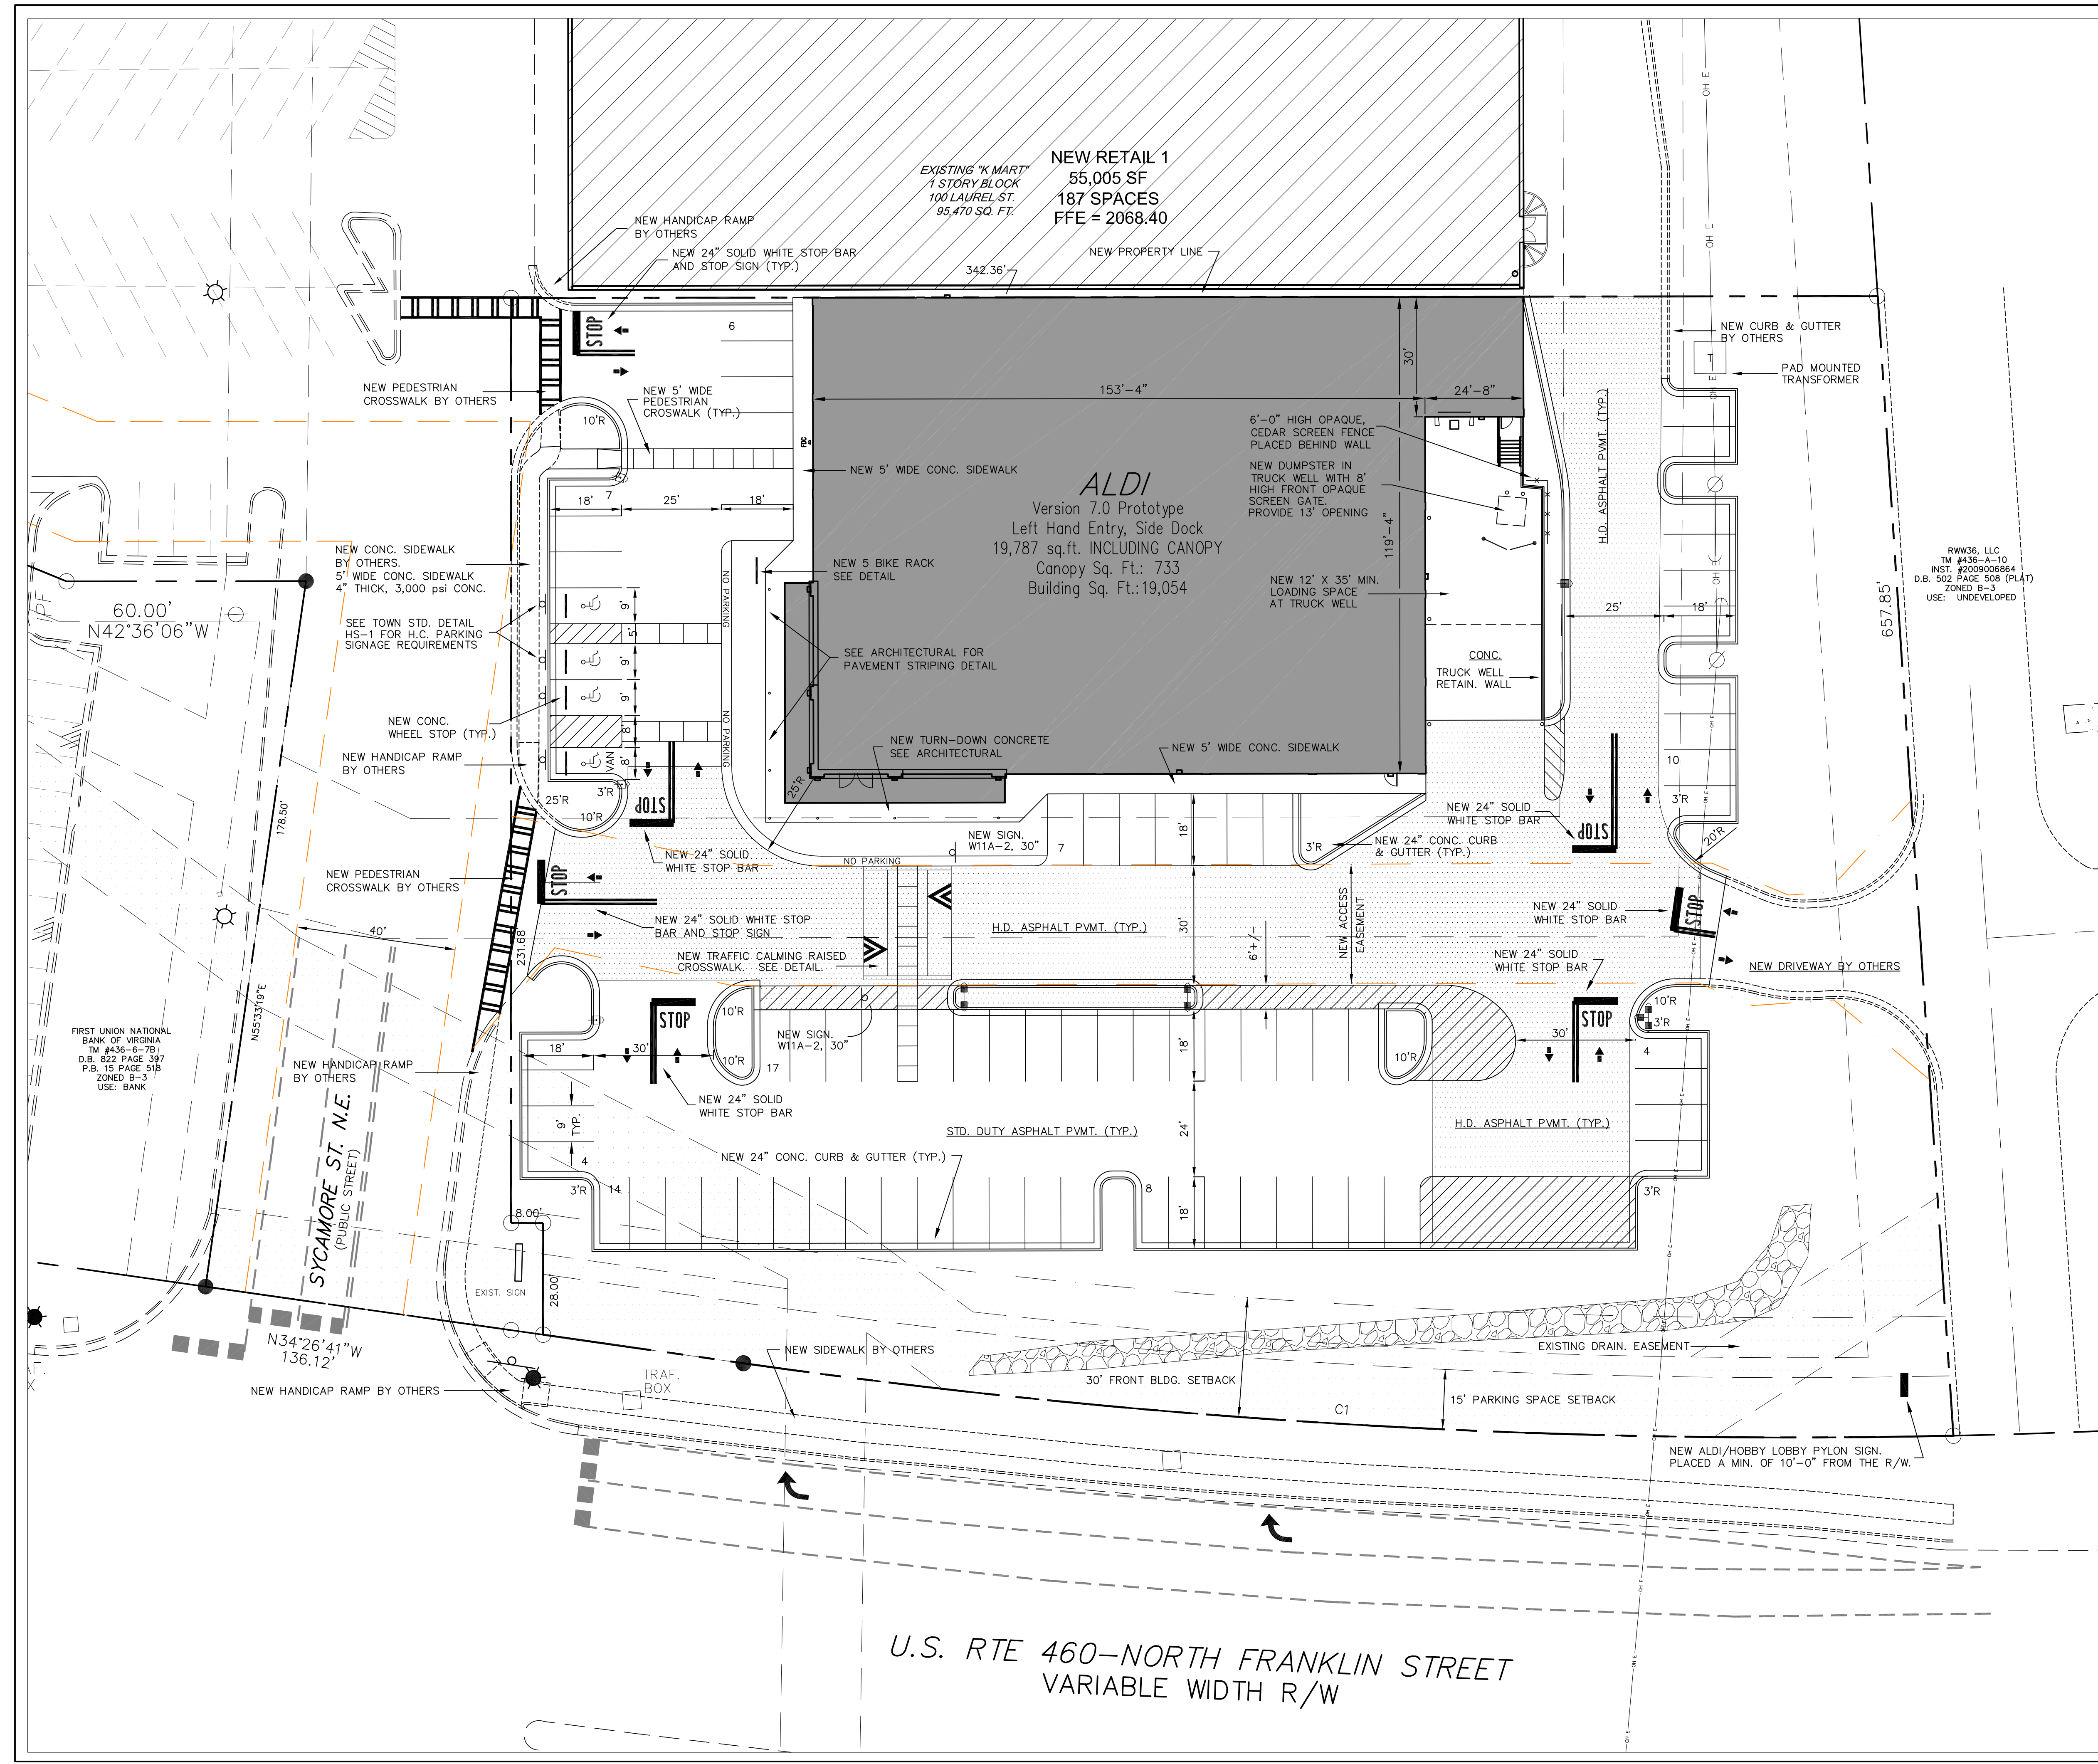 EXISTING "K MART"
1 STORY BLOCK
100 LAUREL ST.
95,470 SQ. FT.
NEW RETAIL 1
55,005 SF
187 SPACES
FFE = 2068.40
NEW HANDICAP RAMP
BY OTHERS
NEW 24" SOLID WHITE STOP BAR
AND STOP SIGN (TYP.)
NEW PROPERTY LINE
342.36'
OH E
OH E
STOP
6
NEW CURB & GUTTER
BY OTHERS
T
PAD MOUNTED
TRANSFORMER
NEW PEDESTRIAN
CROSSWALK BY OTHERS
NEW 5' WIDE
PEDESTRIAN
CROSWALK (TYP.)
153'-4"
30'
24'-8"
10'R
FDC
6'-0" HIGH OPAQUE,
CEDAR SCREEN FENCE
PLACED BEHIND WALL
H.D. ASPHALT PVMT. (TYP.)
OH E
NEW 5' WIDE CONC. SIDEWALK
NEW DUMPSTER IN
TRUCK WELL WITH 8'
HIGH FRONT OPAQUE
SCREEN GATE.
PROVIDE 13' OPENING
18'
7
25'
18'
ALDI
Version 7.0 Prototype
Left Hand Entry, Side Dock
19,787 sq.ft. INCLUDING CANOPY
Canopy Sq. Ft.: 733
Building Sq. Ft.:19,054
119'-4"
NEW CONC. SIDEWALK
BY OTHERS.
5' WIDE CONC. SIDEWALK
4" THICK, 3,000 psi CONC.
NEW 5 BIKE RACK
SEE DETAIL
NO PARKING
NEW 12' X 35' MIN.
LOADING SPACE
AT TRUCK WELL
OH E
RWW36, LLC
TM #436-A-10
INST. #2009006864
D.B. 502 PAGE 508 (PLAT)
ZONED B-3
USE: UNDEVELOPED
657.85'
60.00'
N42°36'06"W
25'
18'
9'
5'
9'
9'
8'
8'
SEE TOWN STD. DETAIL
HS-1 FOR H.C. PARKING
SIGNAGE REQUIREMENTS
SEE ARCHITECTURAL FOR
PAVEMENT STRIPING DETAIL
CONC.
TRUCK WELL
RETAIN. WALL
NEW CONC.
WHEEL STOP (TYP.)
NO PARKING
NEW TURN-DOWN CONCRETE
SEE ARCHITECTURAL
NEW 5' WIDE CONC. SIDEWALK
NEW HANDICAP RAMP
BY OTHERS
VAN
10
25'R
3'R
10'R
STOP
25'R
178.50'
3'R
NEW 24" SOLID
WHITE STOP BAR
STOP
20'R
NEW SIGN.
W11A-2, 30"
7
18'
3'R
NEW 24" CONC. CURB
& GUTTER (TYP.)
NEW 24" SOLID
WHITE STOP BAR
NO PARKING
NEW PEDESTRIAN
CROSSWALK BY OTHERS
STOP
NEW 24" SOLID WHITE STOP
BAR AND STOP SIGN
H.D. ASPHALT PVMT. (TYP.)
30'
6'+/-
NEW ACCESS
EASEMENT
NEW 24" SOLID
WHITE STOP BAR
STOP
40'
231.68
NEW TRAFFIC CALMING RAISED
CROSSWALK. SEE DETAIL.
NEW 24" SOLID
WHITE STOP BAR
NEW DRIVEWAY BY OTHERS
N55°33'19"E
FIRST UNION NATIONAL
BANK OF VIRGINIA
TM #436-6-7B
D.B. 822 PAGE 397
P.B. 15 PAGE 518
ZONED B-3
USE: BANK
STOP
10'R
NEW SIGN.
W11A-2, 30"
STOP
10'R
3'R
18'
30'
10'R
17
18'
10'R
30'
4
NEW HANDICAP RAMP
BY OTHERS
NEW 24" SOLID
WHITE STOP BAR
9'
TYP.
STD. DUTY ASPHALT PVMT. (TYP.)
24'
H.D. ASPHALT PVMT. (TYP.)
NEW 24" CONC. CURB & GUTTER (TYP.)
4
3'R
14
8
18'
3'R
SYCAMORE ST. N.E.
(PUBLIC STREET)
8.00'
EXIST. SIGN
28.00'
N34°26'41"W
136.12'
NEW SIDEWALK BY OTHERS
EXISTING DRAIN. EASEMENT
TRAF.
BOX
NEW HANDICAP RAMP BY OTHERS
30' FRONT BLDG. SETBACK
C1
15' PARKING SPACE SETBACK
NEW ALDI/HOBBY LOBBY PYLON SIGN.
PLACED A MIN. OF 10'-0" FROM THE R/W.
U.S. RTE 460-NORTH FRANKLIN STREET
VARIABLE WIDTH R/W